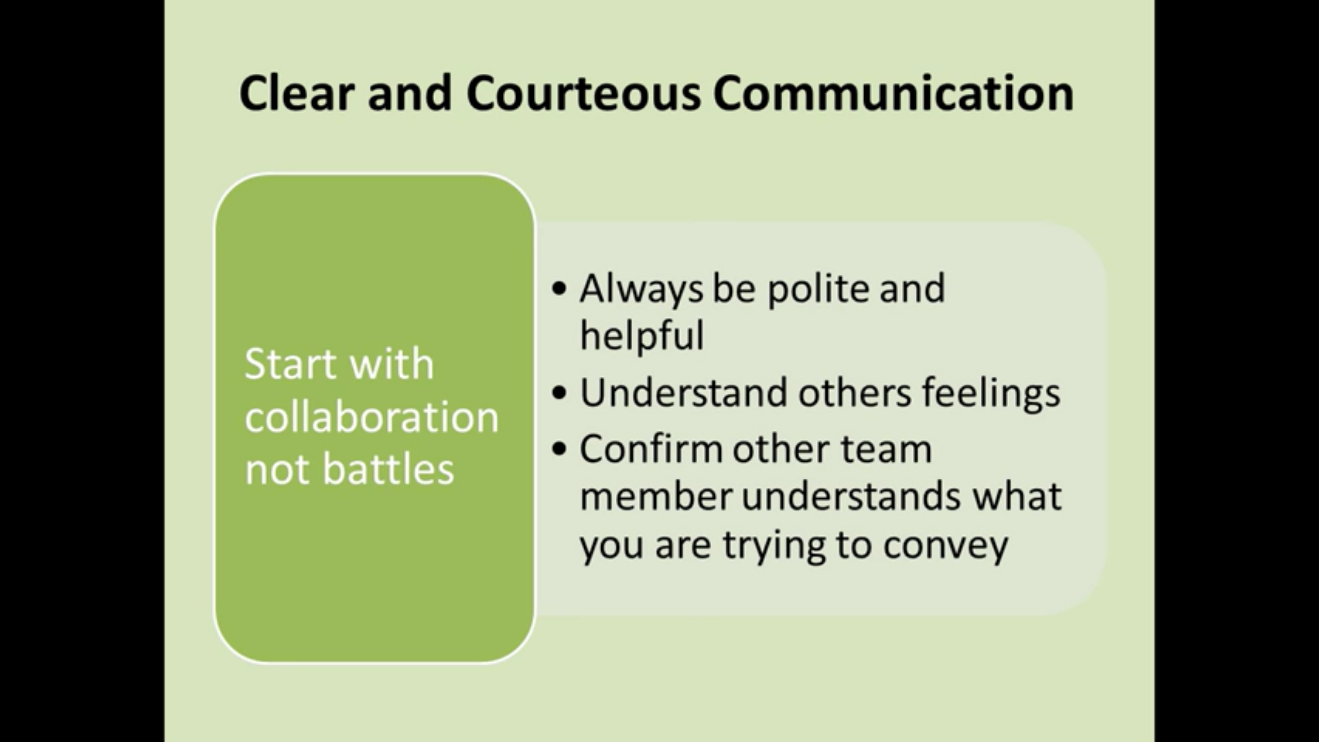 Clear and Courteous Communication
Start with
collaboration
not battles
• Always be polite and
helpful
• Understand others feelings
• Confirm other team
member understands what
you are trying to convey